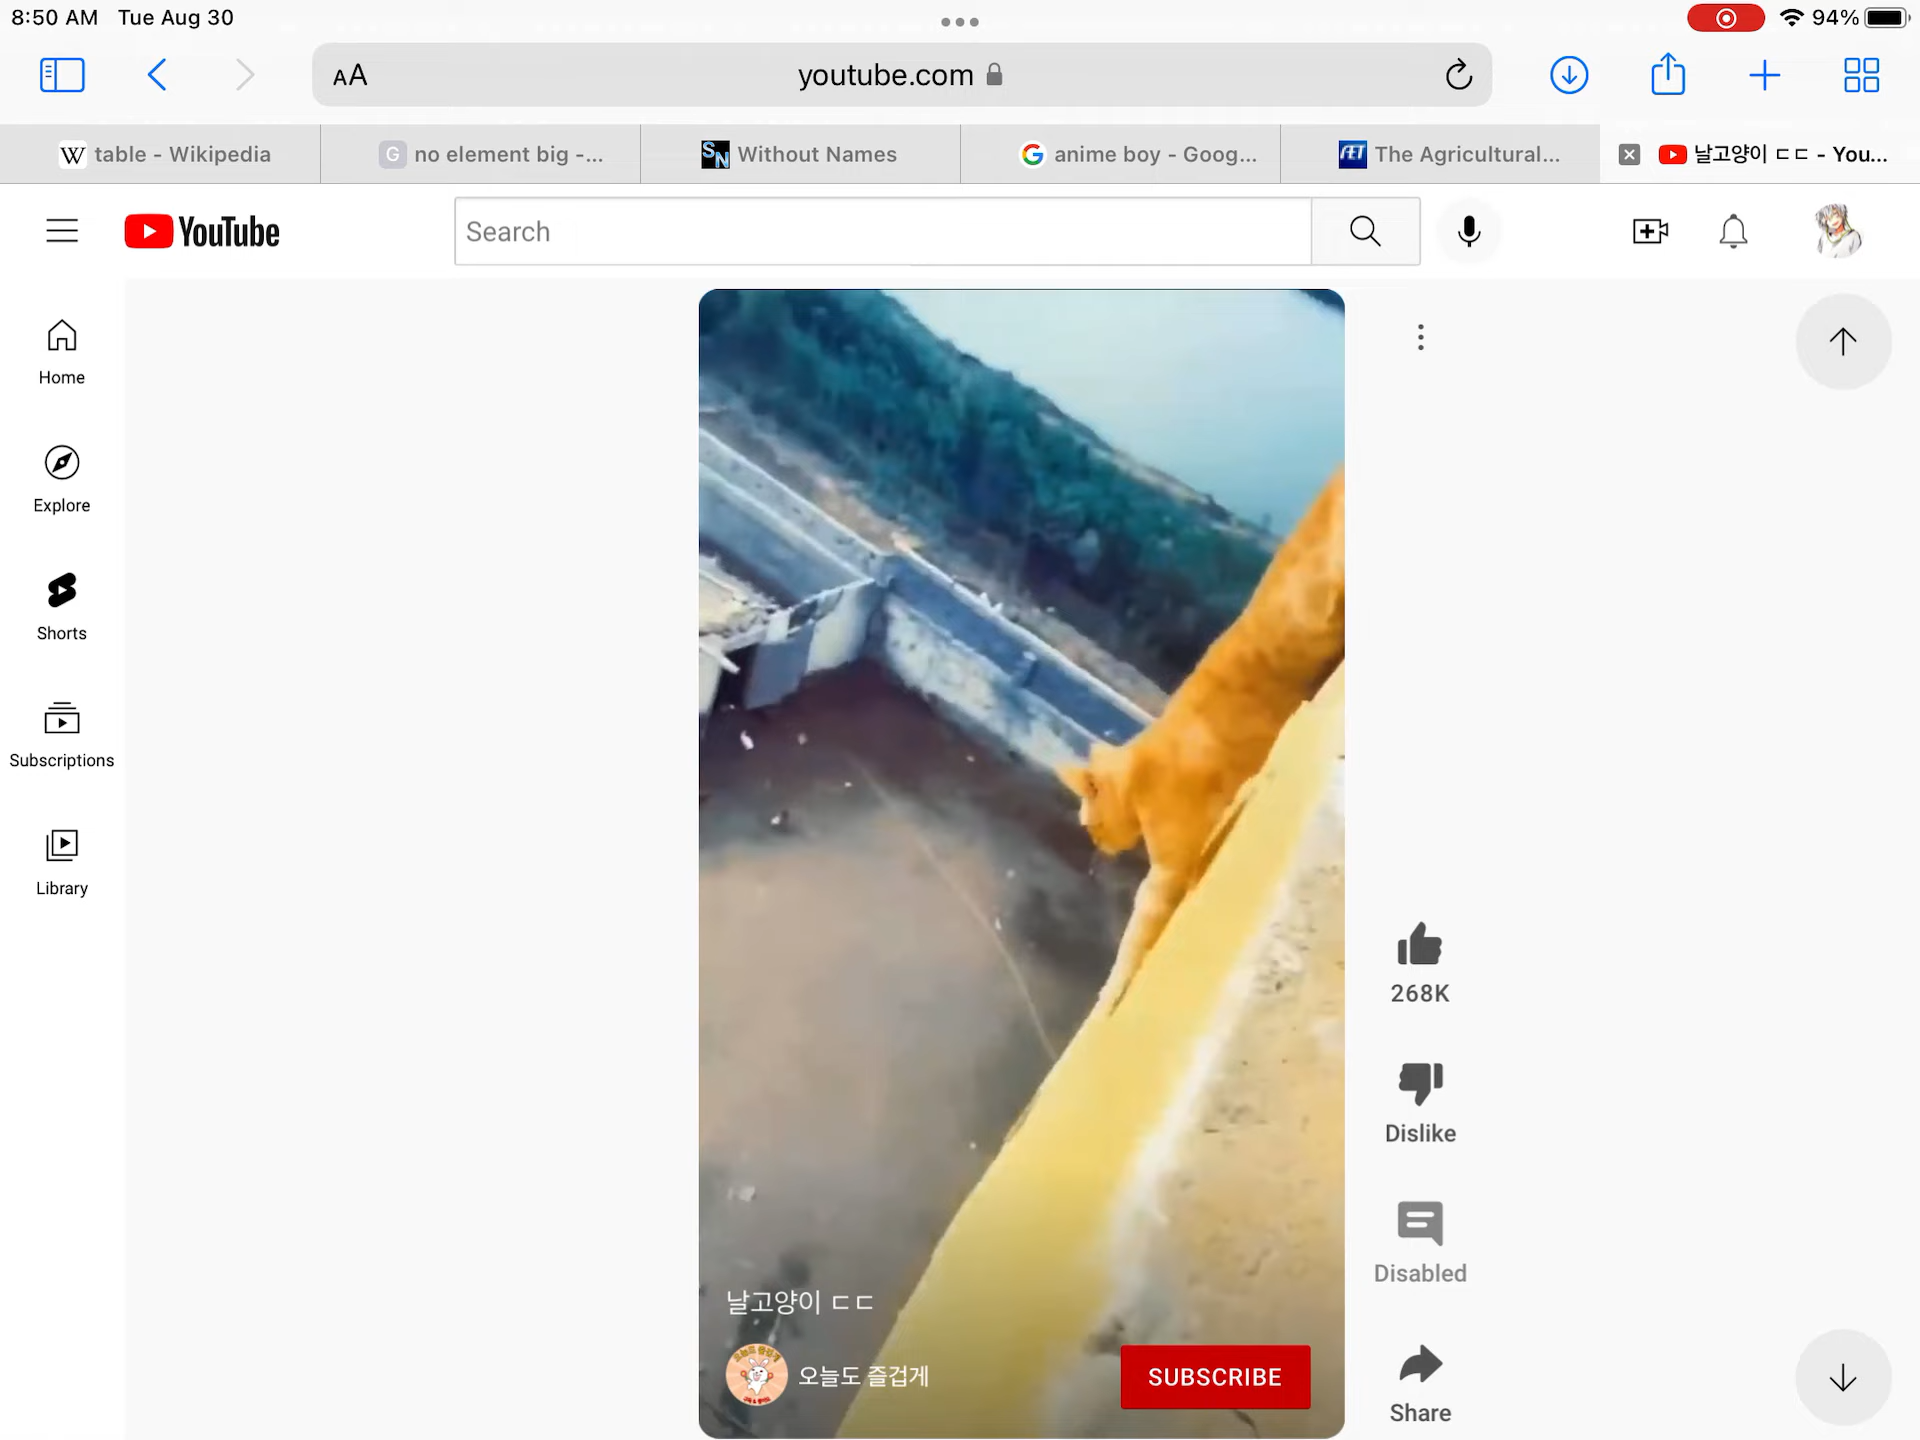 8:50 AM Tue Aug 30
94%
AA
youtube.com
table - Wikipedia
no element big -...
Without Names
anime boy - Goog...
The Agricultural...
날고양이 ㄷㄷ - You...
YouTube
Search
Home
Explore
Shorts
Subscriptions
Library
268K
Dislike
Disabled
Share
날고양이 ㄷㄷ
오늘도 즐겁게
SUBSCRIBE